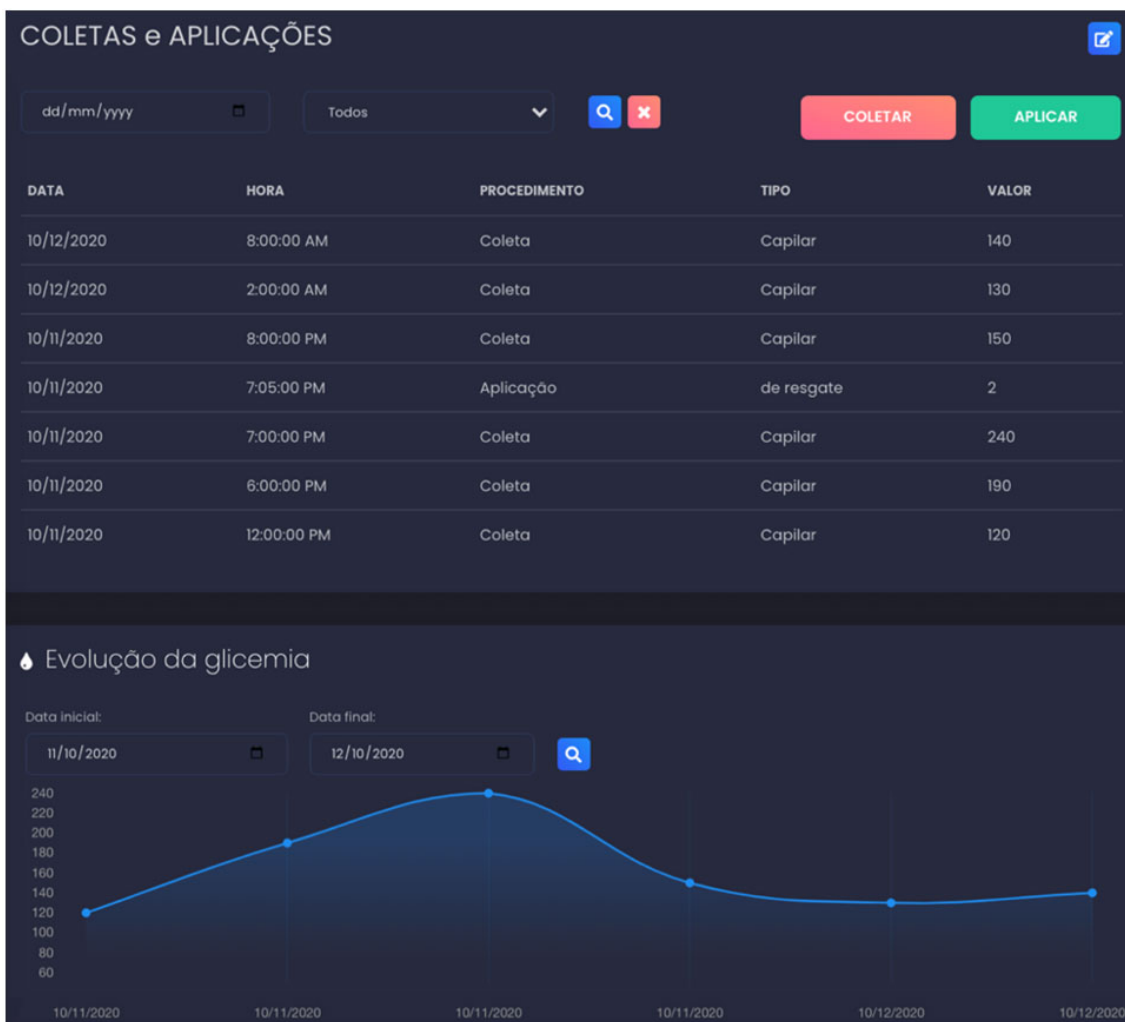 COLETAS e APLICAÇÕES
dd/mm/yyyy Todos COLETAR APLICAR
DATA HORA PROCEDIMENTO TIPO VALOR
10/12/2020 8:00:00 AM Coleta Capilar 140
10/12/2020 2:00:00 AM Coleta Capilar 130
10/11/2020 8:00:00 PM Coleta Capilar 150
10/11/2020 7:05:00 PM Aplicação de resgate 2
10/11/2020 7:00:00 PM Coleta Capilar 240
10/11/2020 6:00:00 PM Coleta Capilar 190
10/11/2020 12:00:00 PM Coleta Capilar 120
Evolução da glicemia
Data inicial: Data final:
11/10/2020 12/10/2020
240
220
200
180
160
140
120
100
80
60
10/11/2020 10/11/2020 10/11/2020 10/11/2020 10/12/2020 10/12/2020